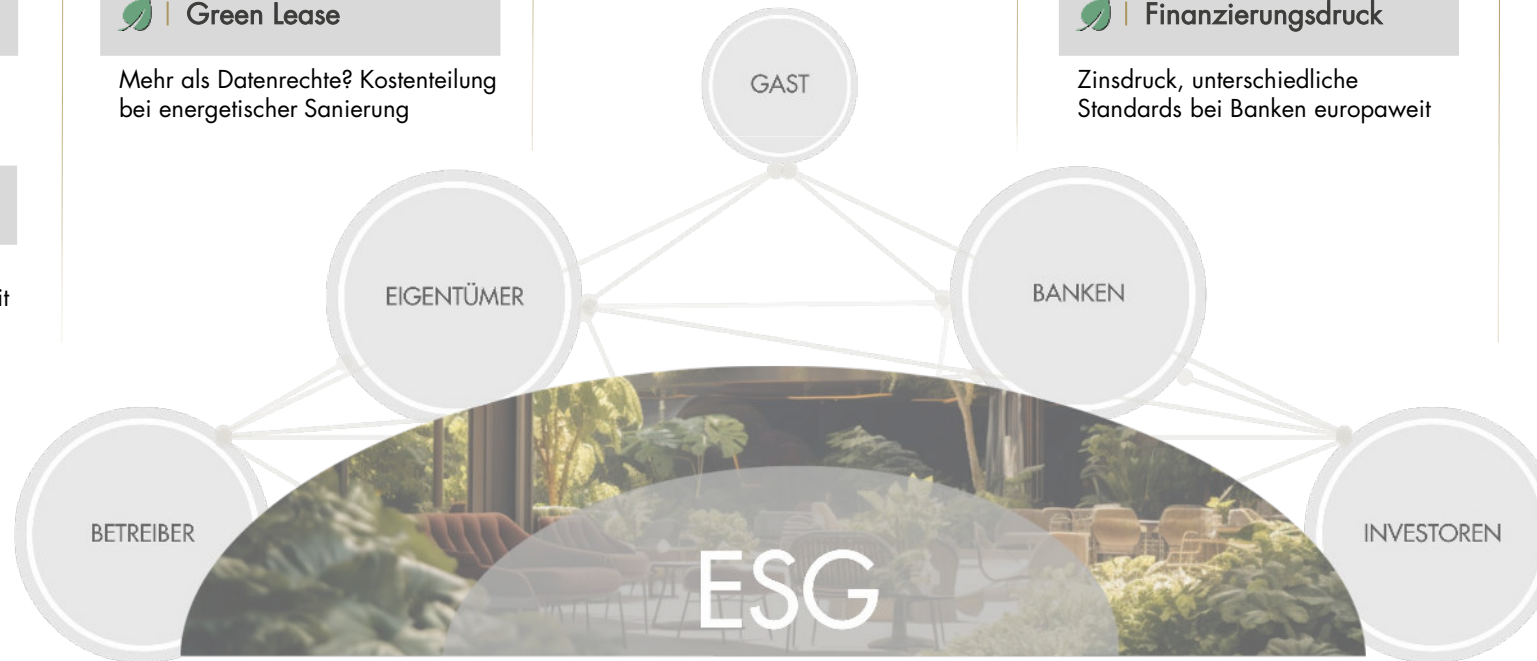 Green Lease
Mehr als Datenrechte? Kostenteilung
bei energetischer Sanierung
Finanzierungsdruck
Zinsdruck, unterschiedliche
Standards bei Banken europaweit
GAST
EIGENTÜMER
BANKEN
BETREIBER
INVESTOREN
ESG